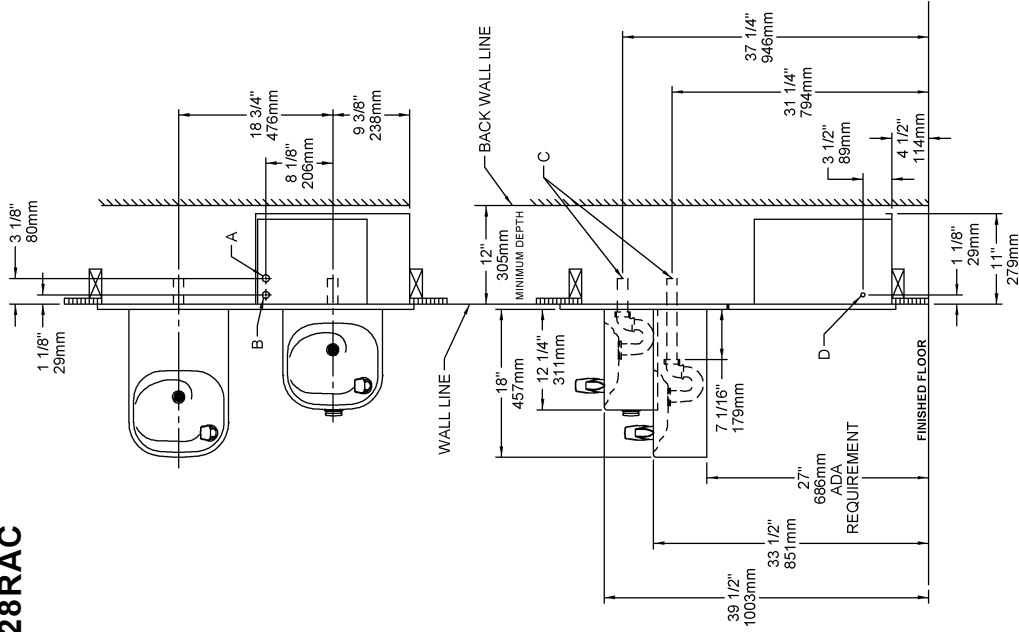 28RAC
3 1/8"
80mm
1 1/8"
29mm
A
B
18 3/4"
476mm
8 1/8"
206mm
9 3/8"
238mm
BACK WALL LINE
WALL LINE
12"
305mm
MINIMUM DEPTH
C
18"
457mm
12 1/4"
311mm
7 1/16"
179mm
D
37 1/4"
946mm
31 1/4"
794mm
3 1/2"
89mm
4 1/2"
114mm
1 1/8"
29mm
11"
279mm
27"
686mm
ADA
REQUIREMENT
FINISHED FLOOR
33 1/2"
851mm
39 1/2"
1003mm